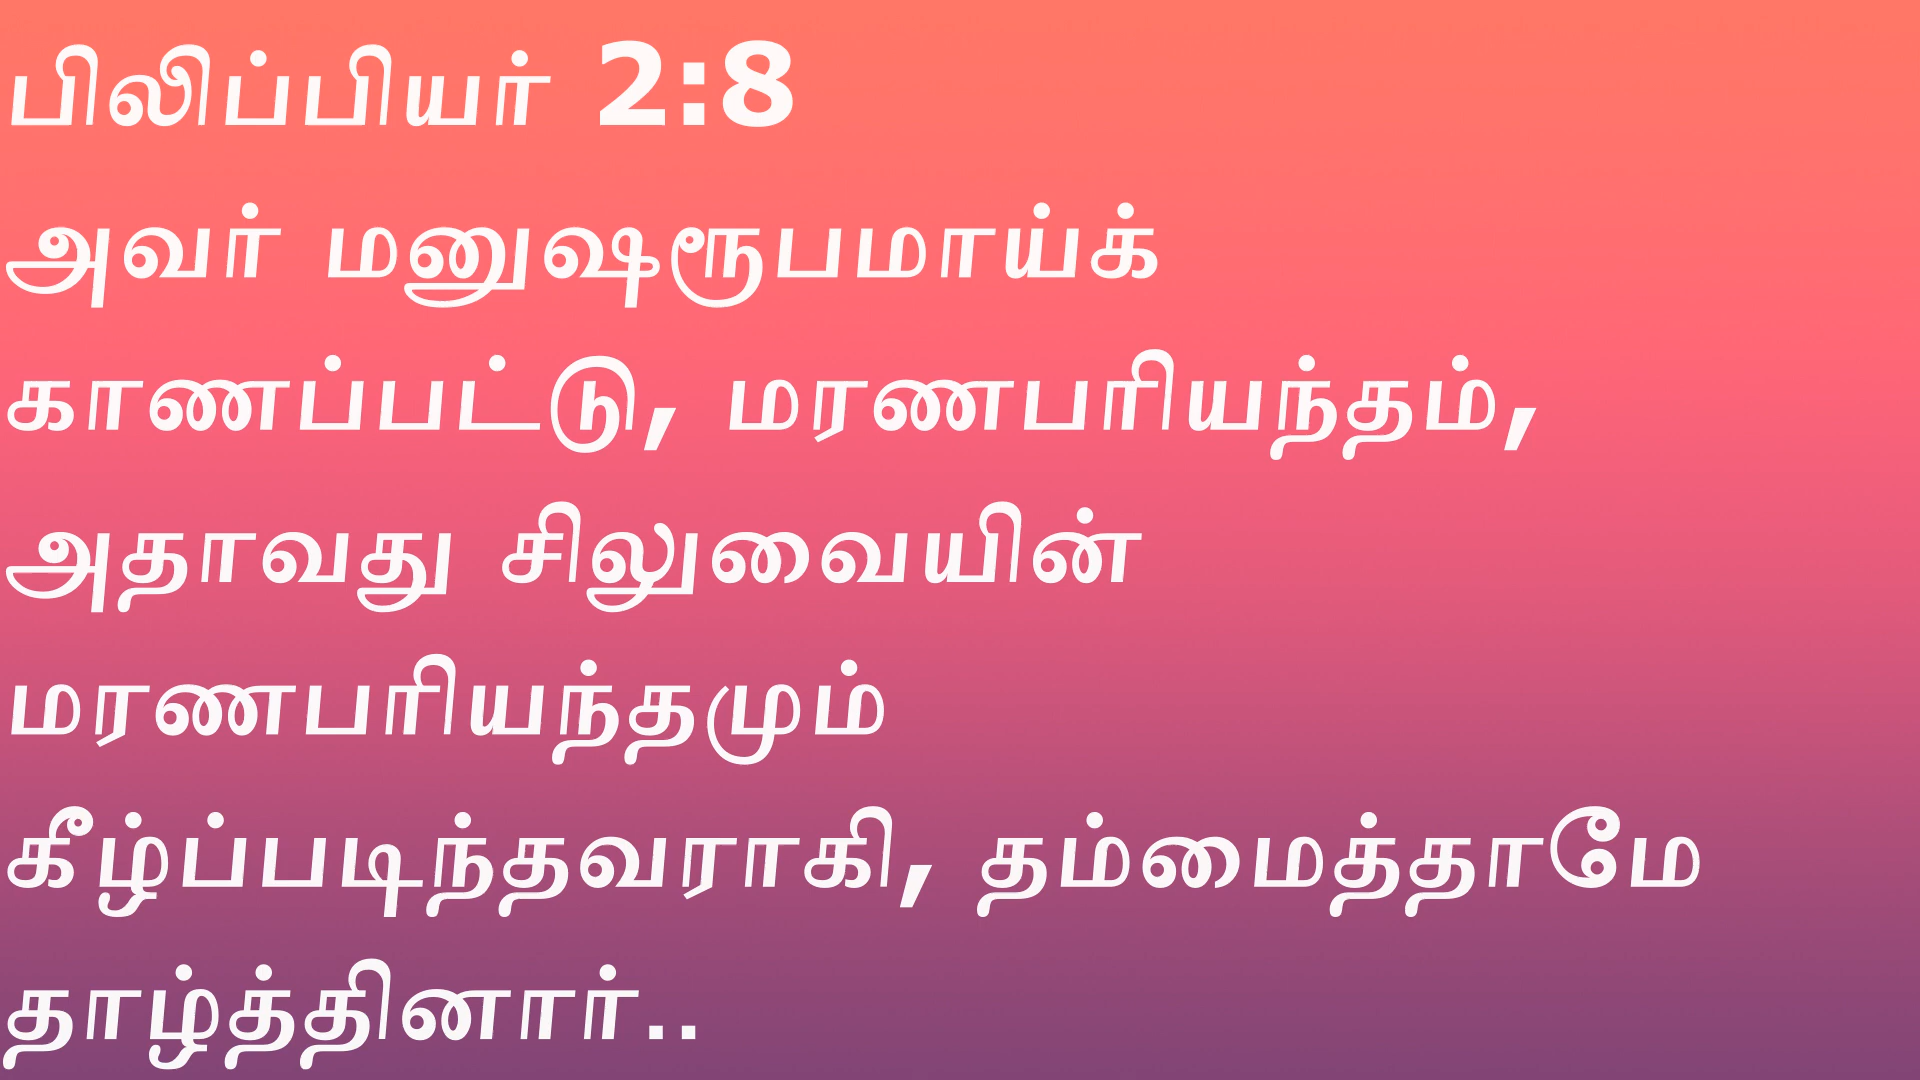 பிலிப்பியர் 2:8
அவர் மனுஷரூபமாய்க்
காணப்பட்டு, மரணபரியந்தம்,
அதாவது சிலுவையின்
மரணபரியந்தமும்
கீழ்ப்படிந்தவராகி, தம்மைத்தாமே
தாழ்த்தினார்..